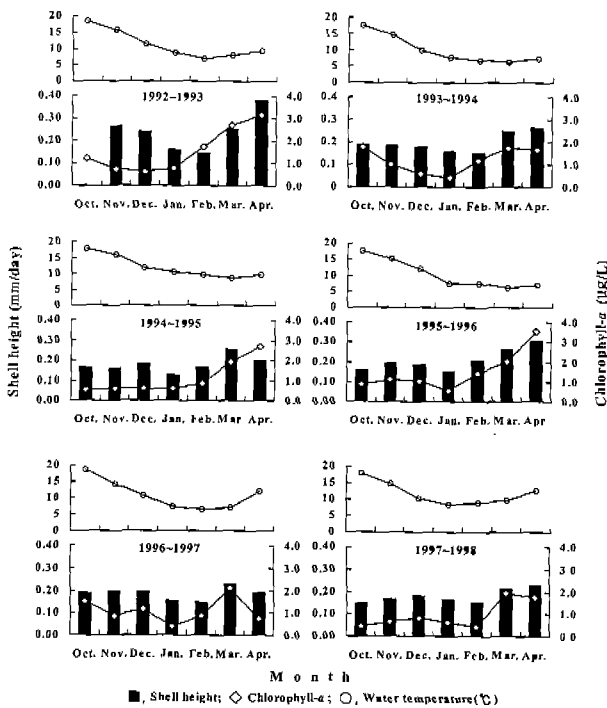 20 20
15 15
10 10
5 5
0 0
0.40 1992~1993 4.0 0.40 1993~1994 4.0
0.30 3.0 0.30 3.0
0.20 2.0 0.20 2.0
0.10 1.0 0.10 1.0
0.00 0.0 0 0.0
Oct. Nov. Dec. Jan. Feb. Mar. Apr. Oct. Nov. Dec. Jan. Feb. Mar. Apr.
20 20
15 15
10 10
5 5
0 0
0.40 1994~1995 4.0 0.40 1995~1996 4.0
0.30 3.0 0.30 3.0
0.20 2.0 0.20 2.0
0.10 1.0 0.10 1.0
0.00 0.0 0.00 0.0
Oct. Nov. Dec. Jan. Feb. Mar. Apr. Oct. Nov. Dec. Jan. Feb. Mar. Apr.
Shell height (mm/day)
Chlorophyll-a (μg/L)
20 20
15 15
10 10
5 5
0 0
0.40 1996~1997 4.0 0.40 1997~1998 4.0
0.30 3.0 0.30 3.0
0.20 2.0 0.20 2.0
0.10 1.0 0.10 1.0
0.00 0.0 0.00 0.0
Oct. Nov. Dec. Jan. Feb. Mar. Apr. Oct. Nov. Dec. Jan. Feb. Mar. Apr.
Month
■, Shell height; ◇ Chlorophyll-a; ○, Water temperature(℃)